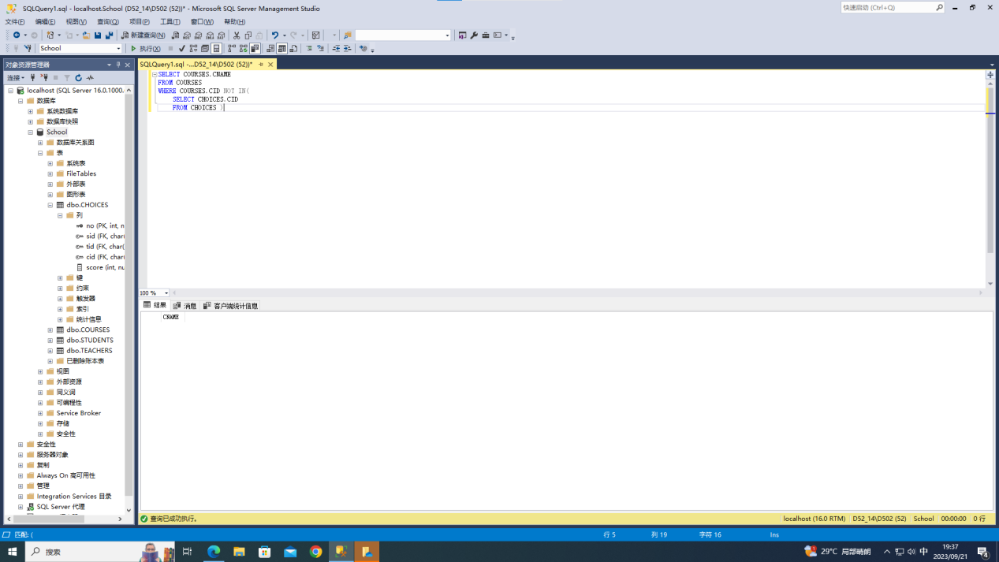 SQLQuery1.sql - localhost.School (D52_14\D502 (52))* - Microsoft SQL Server Management Studio
快速启动 (Ctrl+Q)
文件(F) 编辑(E) 视图(V) 查询(Q) 项目(P) 工具(T) 窗口(W) 帮助(H)
新建查询(N)
School
执行(X)
对象资源管理器
SQLQuery1.sql -...D52_14\D502 (52))*
连接
localhost (SQL Server 16.0.1000.
数据库
系统数据库
数据库快照
School
数据库关系图
表
系统表
FileTables
外部表
图形表
dbo.CHOICES
列
no (PK, int, n
sid (FK, char(
tid (FK, char(
cid (FK, char(
score (int, nu
键
约束
触发器
索引
统计信息
dbo.COURSES
dbo.STUDENTS
dbo.TEACHERS
已删除账本表
视图
外部资源
同义词
可编程性
Service Broker
存储
安全性
安全性
服务器对象
复制
Always On 高可用性
管理
Integration Services 目录
SQL Server 代理
SELECT COURSES.CNAME
FROM COURSES
WHERE COURSES.CID NOT IN(
SELECT CHOICES.CID
FROM CHOICES )
100 %
结果 消息 客户端统计信息
CNAME
查询已成功执行。
localhost (16.0 RTM) D52_14\D502 (52) School 00:00:00 0 行
匹配: (
行 5 列 19 字符 16 Ins
搜索
29°C 局部晴朗
中
19:37
2023/09/21
4